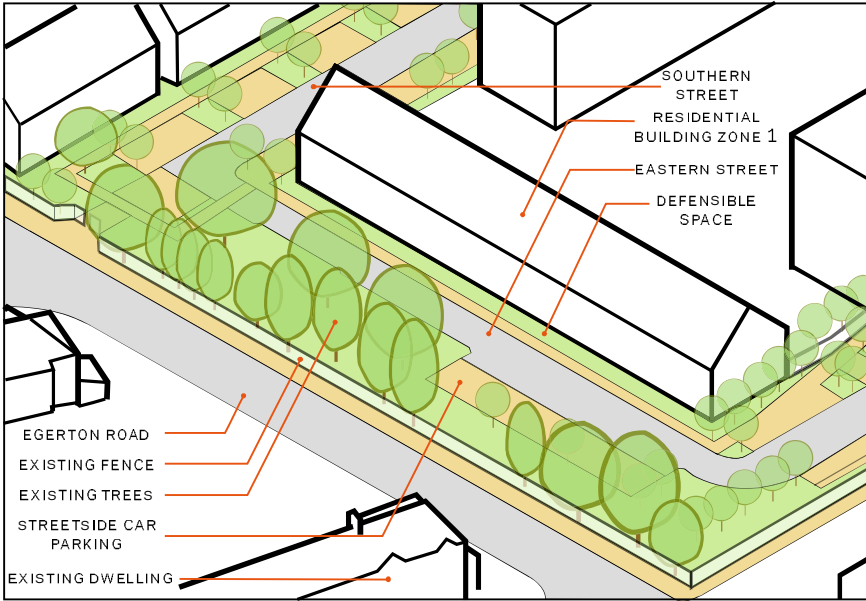 SOUTHERN
STREET
RESIDENTIAL
BUILDING ZONE 1
EASTERN STREET
DEFENSIBLE
SPACE
EGERTON ROAD
EXISTING FENCE
EXISTING TREES
STREETSIDE CAR
PARKING
EXISTING DWELLING